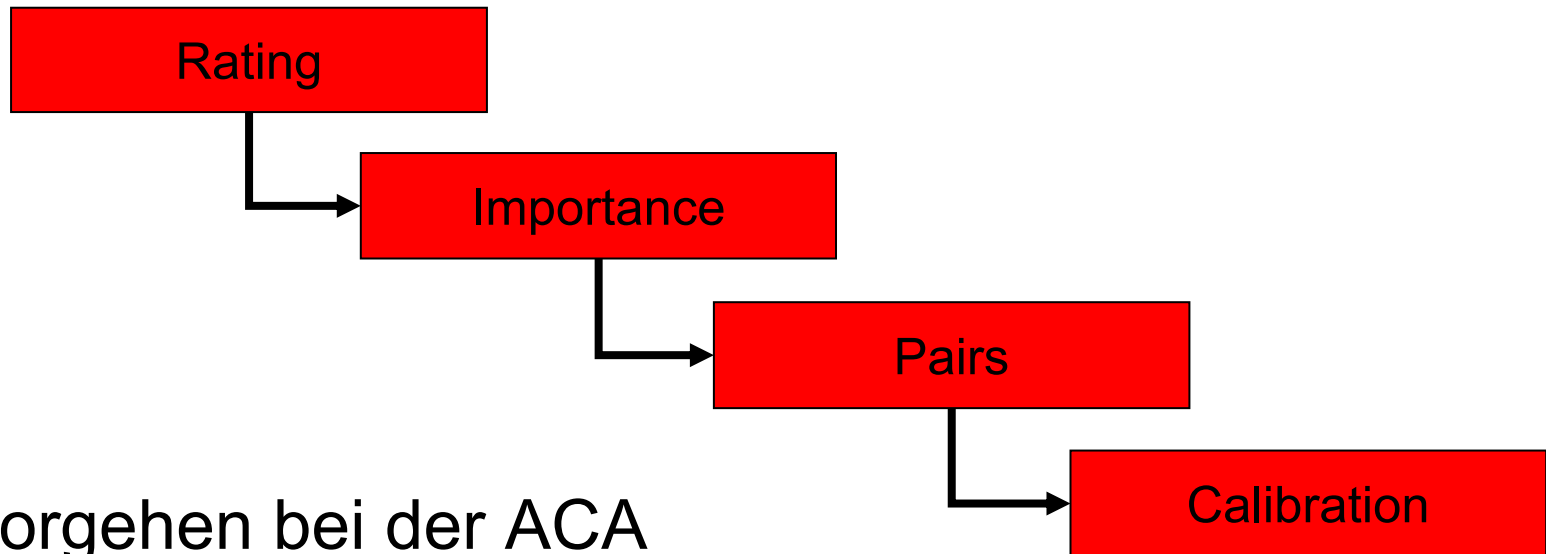 Rating
Importance
Pairs
Calibration
orgehen bei der ACA